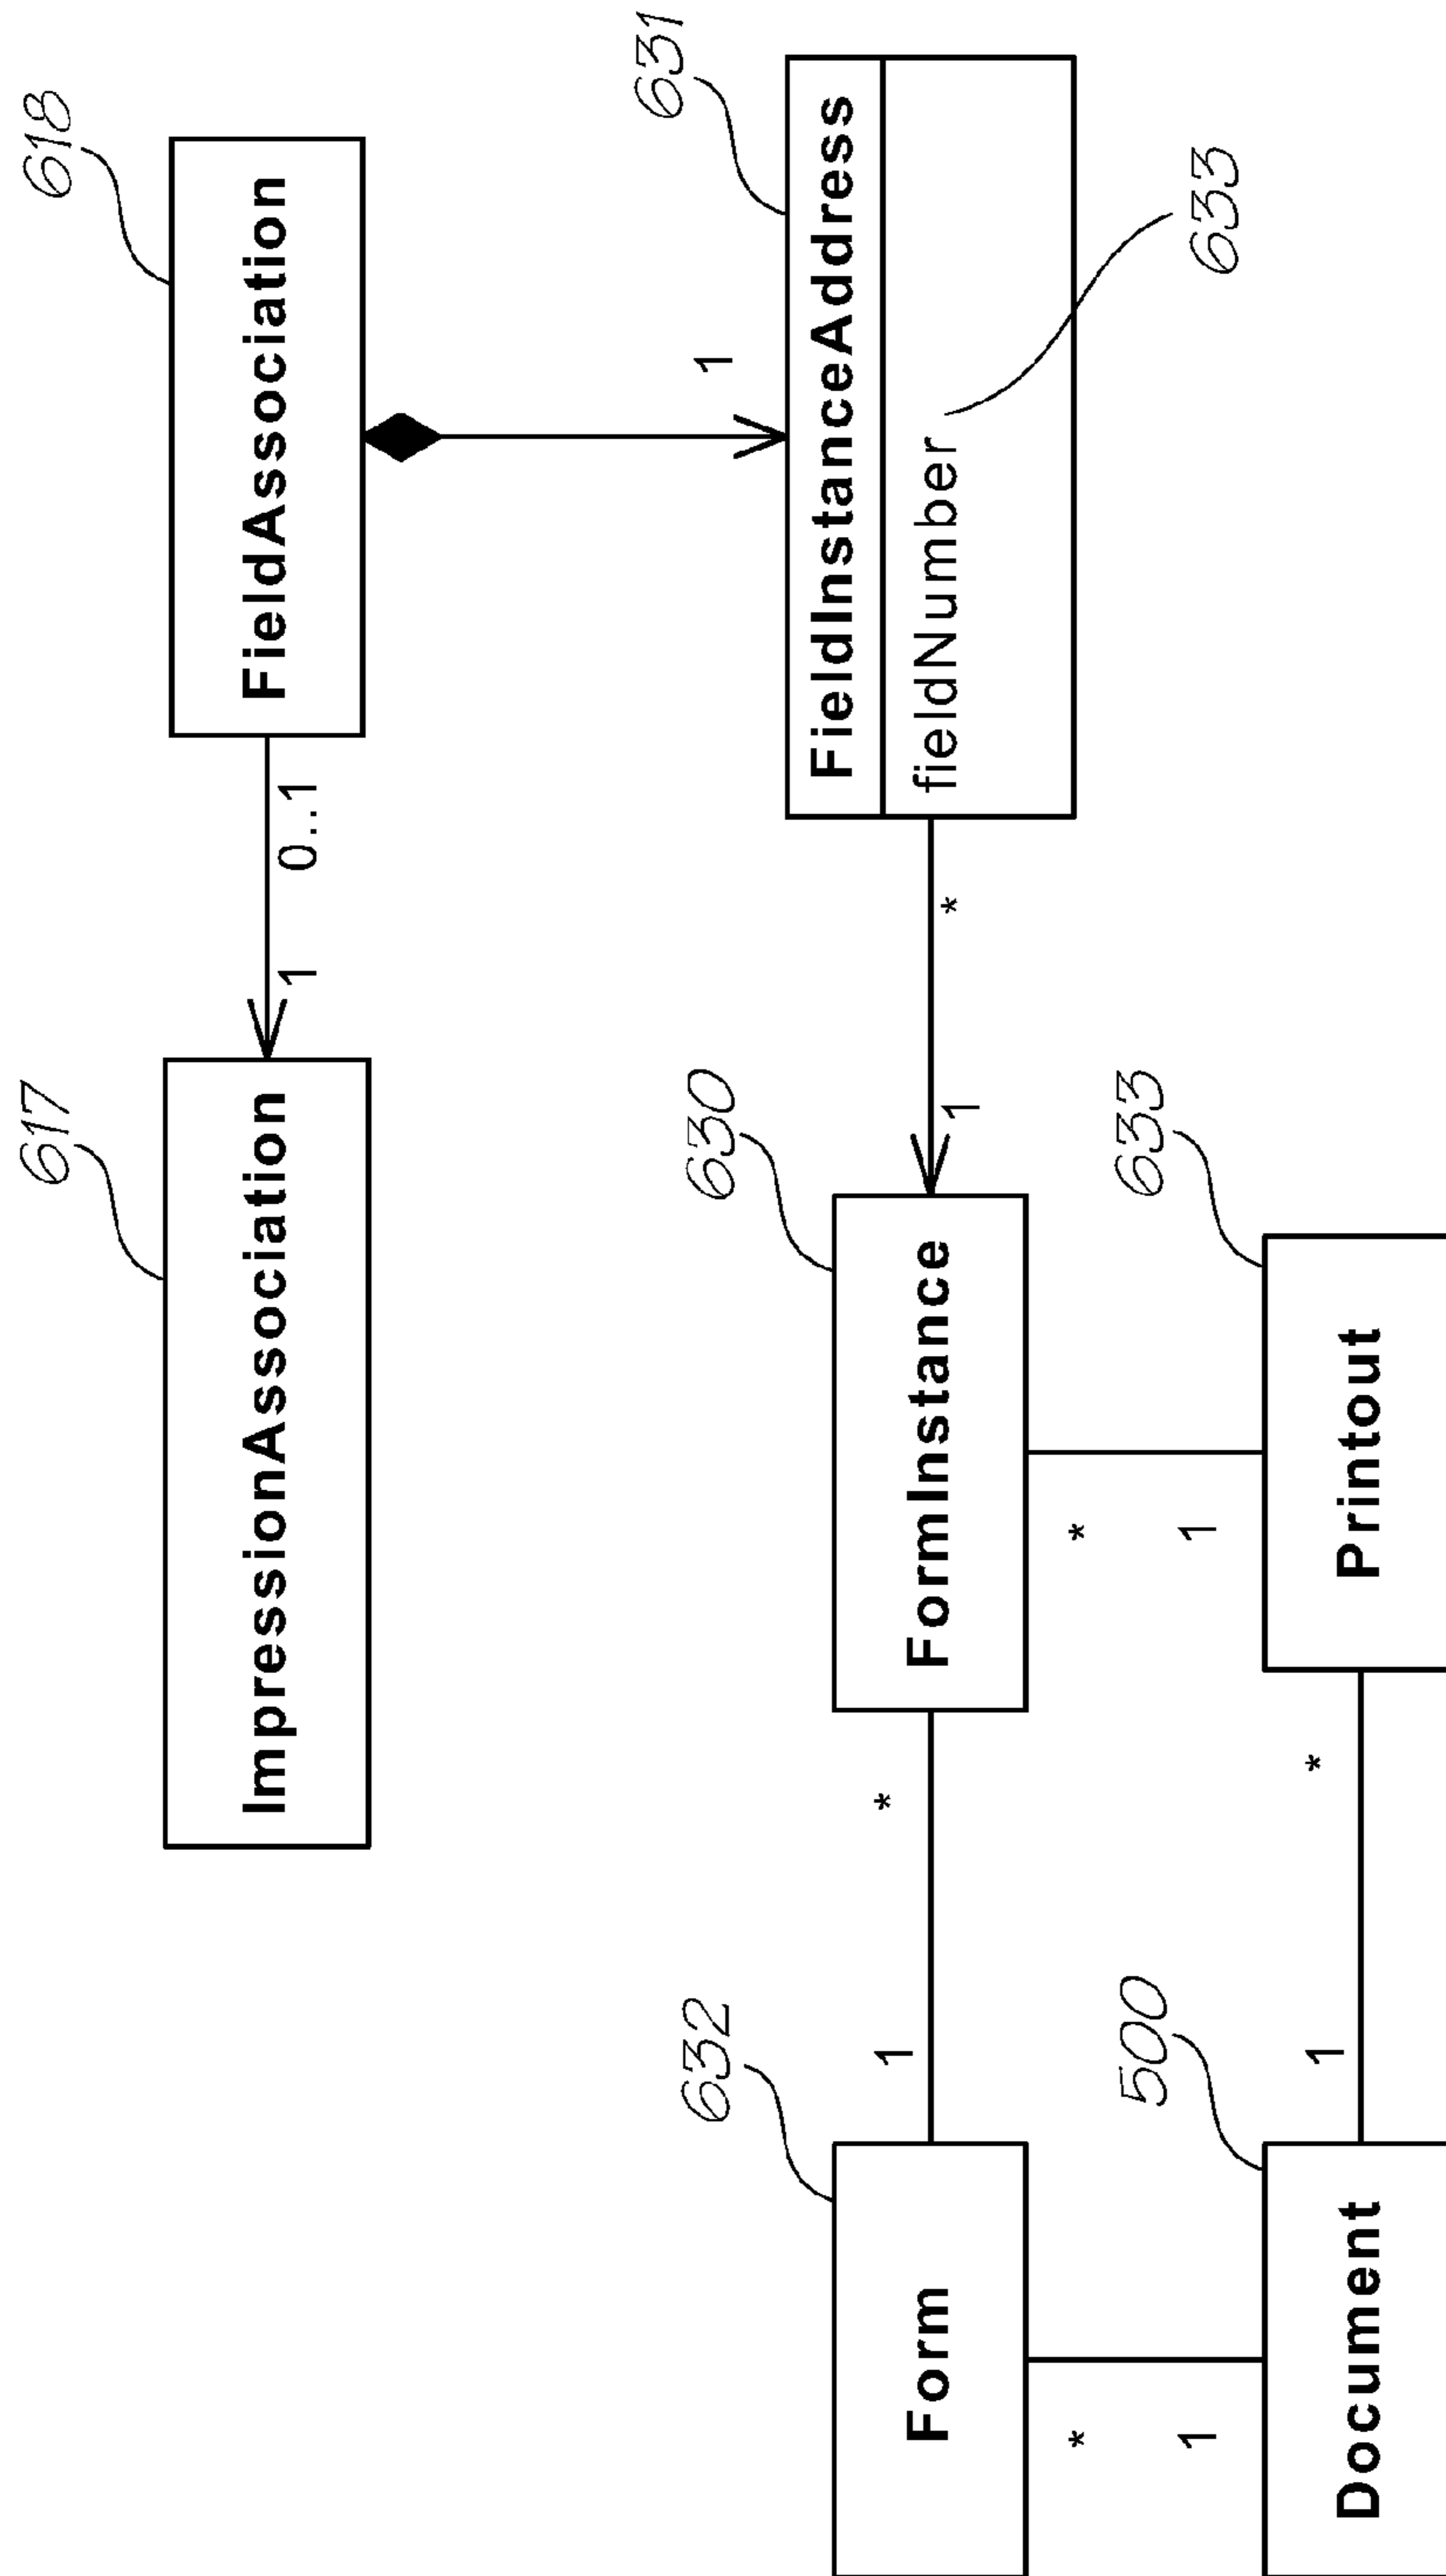 617
618
ImpressionAssociation
1
0..1
FieldAssociation
1
632
630
631
Form
1
*
FormInstance
1
*
FieldInstanceAddress
fieldNumber
*
1
*
1
633
500
633
Document
1
*
Printout